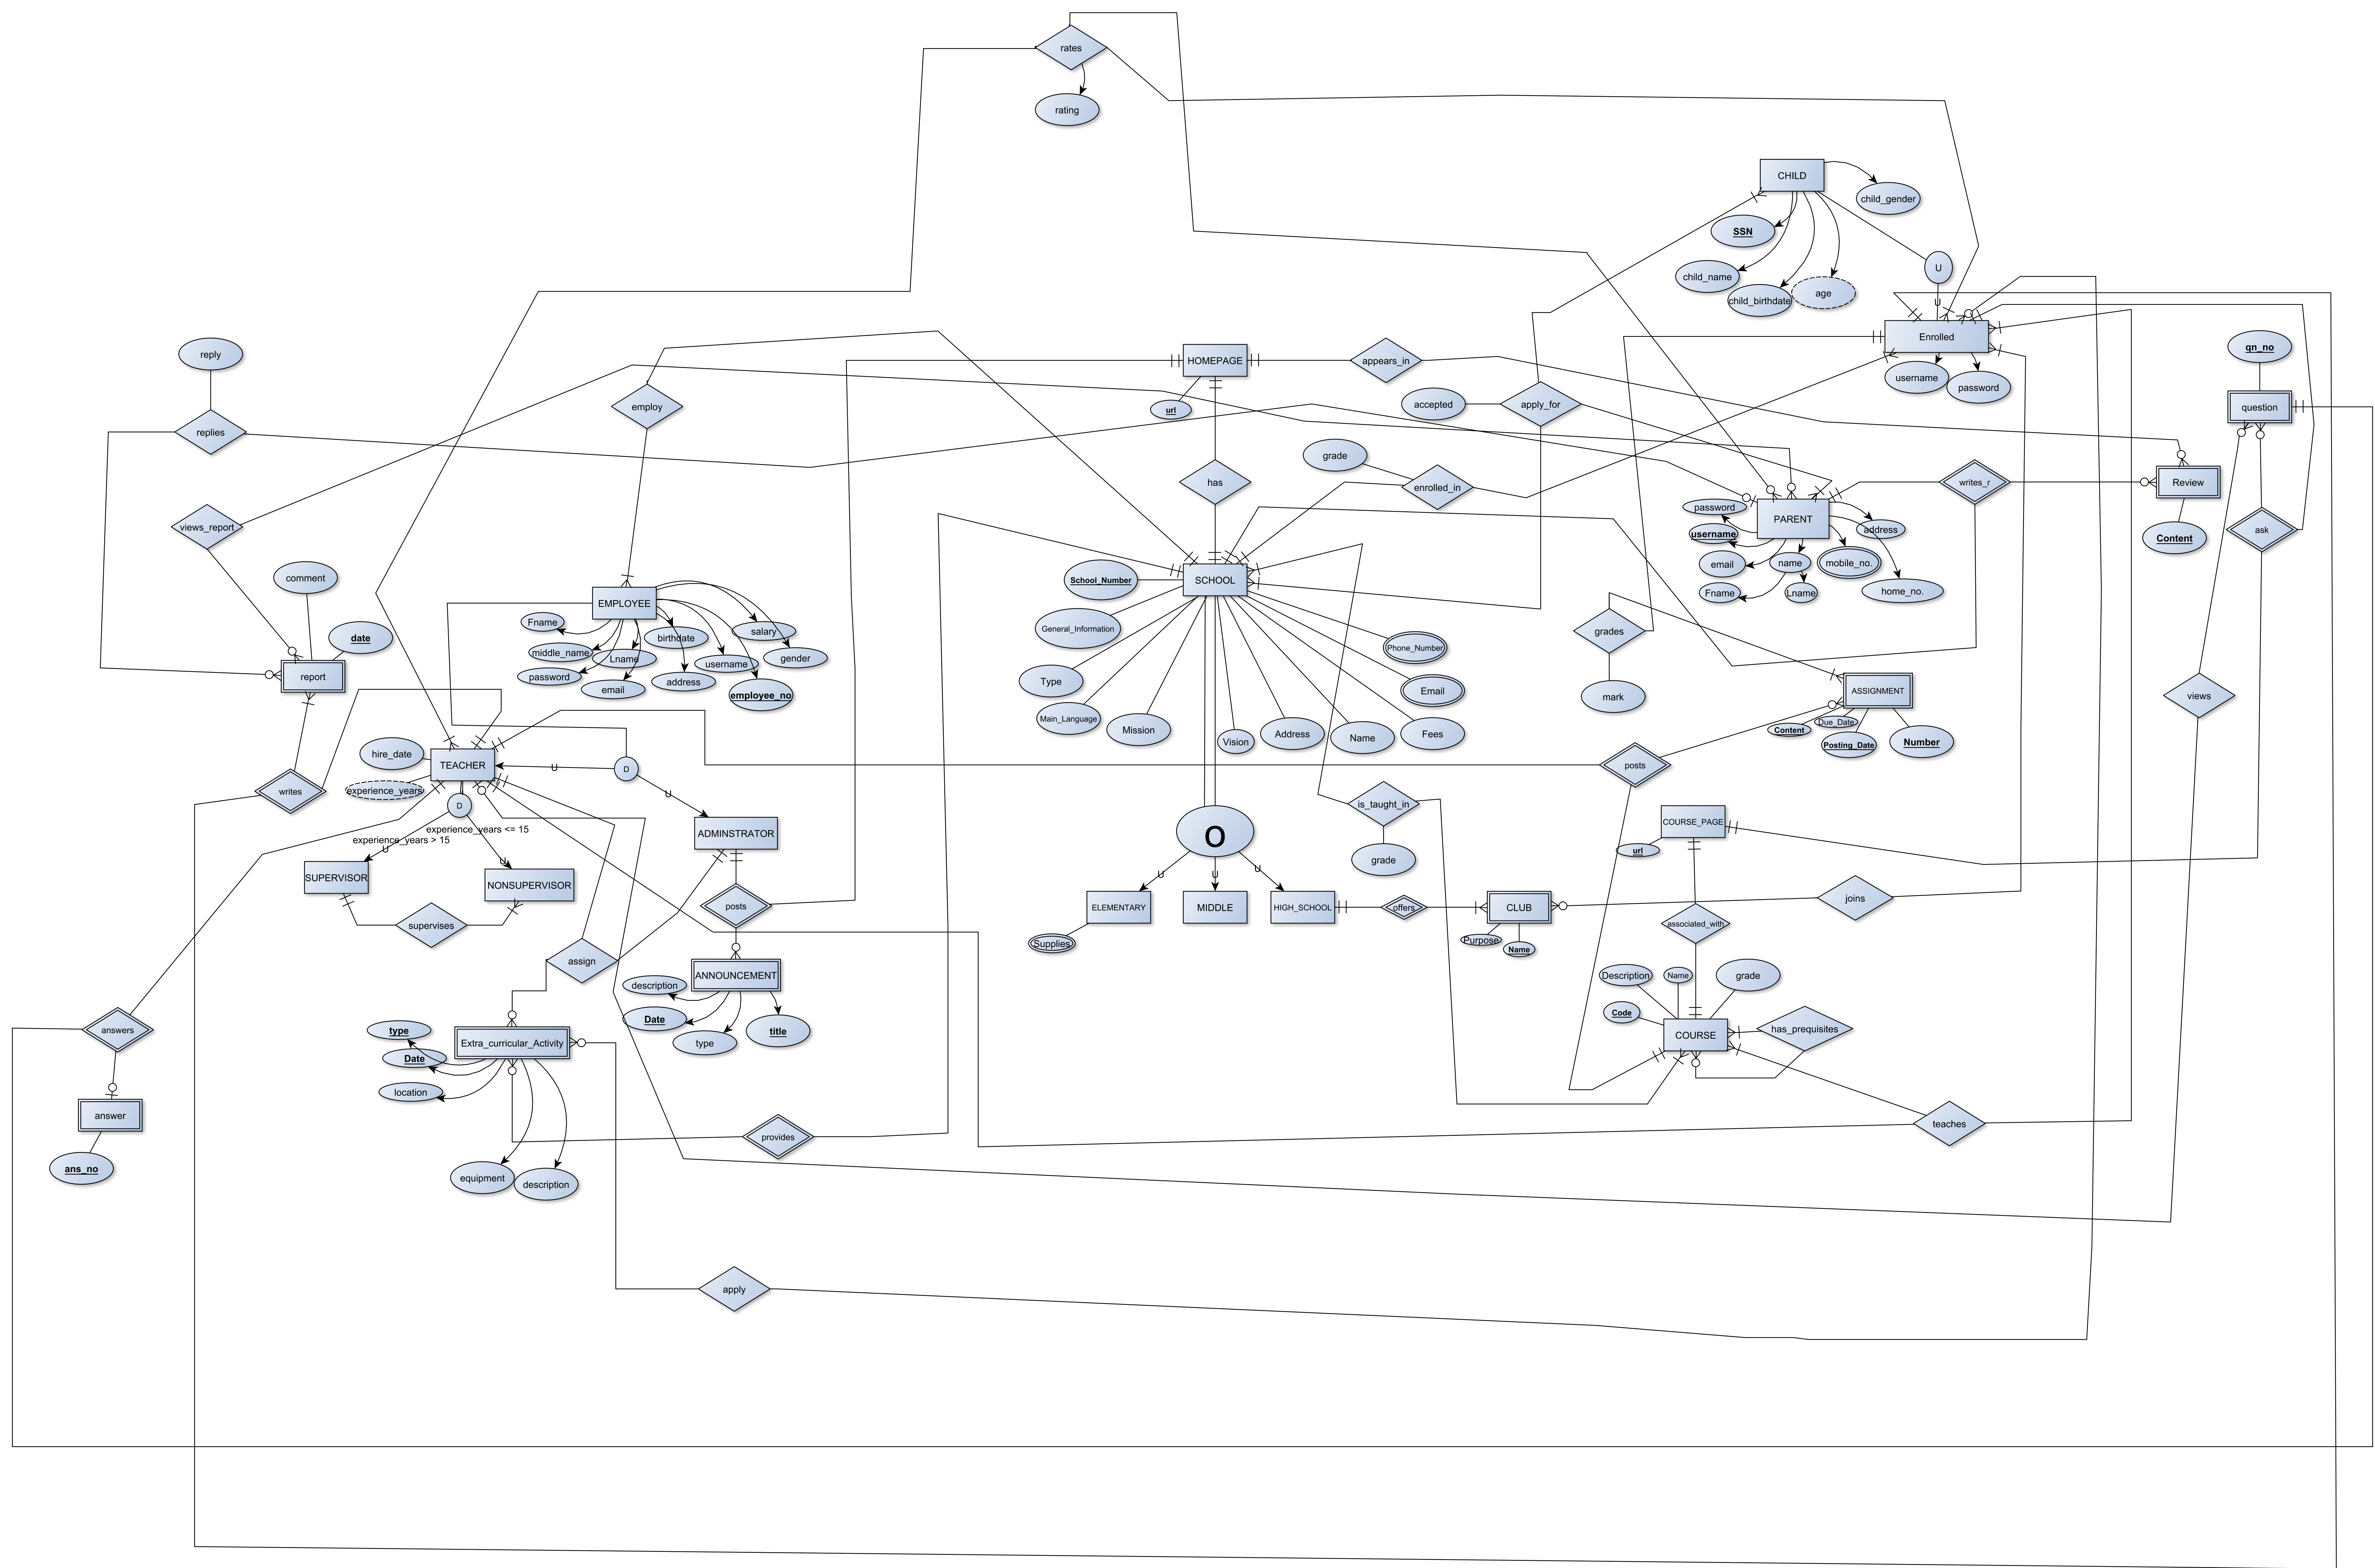 rates
rating
CHILD
child_gender
SSN
child_name
child_birthdate
age
U
U
Enrolled
username
password
reply
replies
HOMEPAGE
url
appears_in
employ
accepted
apply_for
qn_no
question
views_report
has
grade
enrolled_in
writes_r
Review
Content
ask
password
PARENT
address
username
email
name
mobile_no.
Fname
Lname
home_no.
comment
date
report
EMPLOYEE
Fname
middle_name
Lname
birthdate
salary
gender
username
password
email
address
employee_no
School_Number
SCHOOL
General_Information
Phone_Number
Type
Email
Main_Language
Mission
Vision
Address
Name
Fees
grades
mark
ASSIGNMENT
Due_Date
Content
Posting_Date
Number
views
hire_date
TEACHER
experience_years
U
D
U
writes
D
experience_years <= 15
experience_years > 15
U
U
ADMINSTRATOR
posts
is_taught_in
grade
COURSE_PAGE
url
O
SUPERVISOR
NONSUPERVISOR
supervises
posts
U
U
U
ELEMENTARY
MIDDLE
HIGH_SCHOOL
Supplies
offers
CLUB
Purpose
Name
joins
associated_with
assign
ANNOUNCEMENT
description
Date
type
title
Description
Name
grade
Code
COURSE
has_prequisites
answers
type
Date
location
Extra_curricular_Activity
equipment
description
answer
ans_no
provides
teaches
apply